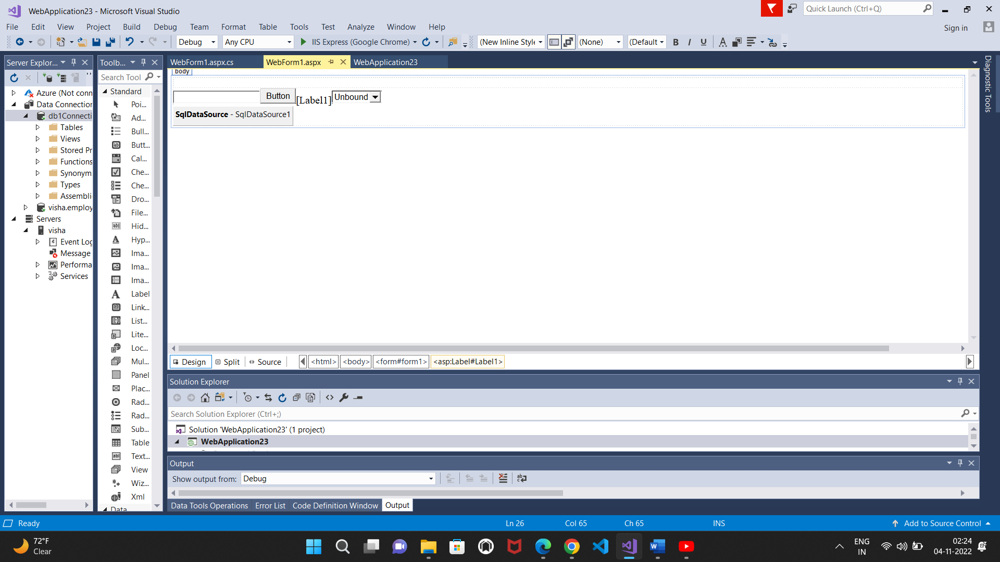 WebApplication23 - Microsoft Visual Studio
Quick Launch (Ctrl+Q)
File Edit View Project Build Debug Team Format Table Tools Test Analyze Window Help
Sign in
Debug Any CPU IIS Express (Google Chrome) (New Inline Style (None) (Default B I U
Server Explor...
Azure (Not conn
Data Connection
db1Connecti
Tables
Views
Stored Pr
Functions
Synonym
Types
Assembli
visha.employ
Servers
visha
Event Log
Message
Performa
Services
Toolb...
Search Tool
Standard
Poi...
Ad...
Bull...
Butt...
Cal...
Che...
Che...
Dro...
File...
Hid...
Hyp...
Ima...
Ima...
Ima...
Label
Link...
List...
Lite...
Loc...
Mul...
Panel
Plac...
Rad...
Rad...
Sub...
Table
Text...
View
Wiz...
Xml
Data
WebForm1.aspx.cs WebForm1.aspx WebApplication23
body
Button [Label1] Unbound
SqlDataSource - SqlDataSource1
Design Split Source <html> <body> <form#form1> <asp:Label#Label1>
Solution Explorer
Search Solution Explorer (Ctrl+;)
Solution 'WebApplication23' (1 project)
WebApplication23
Output
Show output from: Debug
Data Tools Operations Error List Code Definition Window Output
Diagnostic Tools
Ready Ln 26 Col 65 Ch 65 INS Add to Source Control
72°F
Clear
ENG
IN
02:24
04-11-2022